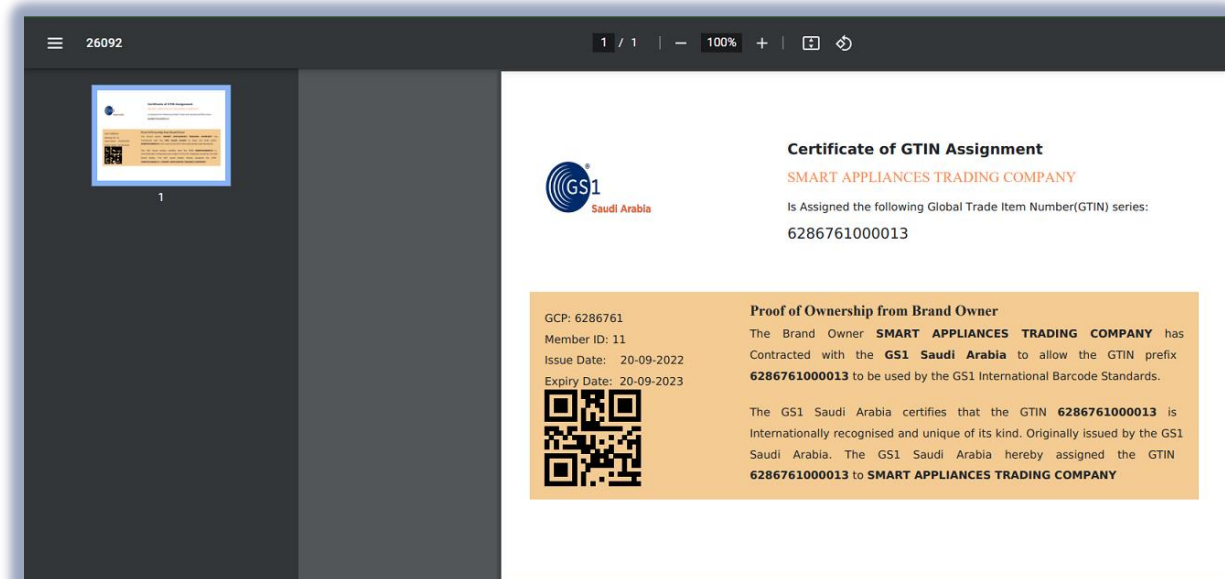 26092
1 / 1
100%
1
GS1
Saudi Arabia
Certificate of GTIN Assignment
SMART APPLIANCES TRADING COMPANY
Is Assigned the following Global Trade Item Number(GTIN) series:
6286761000013
GCP: 6286761
Member ID: 11
Issue Date: 20-09-2022
Expiry Date: 20-09-2023
Proof of Ownership from Brand Owner
The Brand Owner SMART APPLIANCES TRADING COMPANY has
Contracted with the GS1 Saudi Arabia to allow the GTIN prefix
6286761000013 to be used by the GS1 International Barcode Standards.
The GS1 Saudi Arabia certifies that the GTIN 6286761000013 is
Internationally recognised and unique of its kind. Originally issued by the GS1
Saudi Arabia. The GS1 Saudi Arabia hereby assigned the GTIN
6286761000013 to SMART APPLIANCES TRADING COMPANY